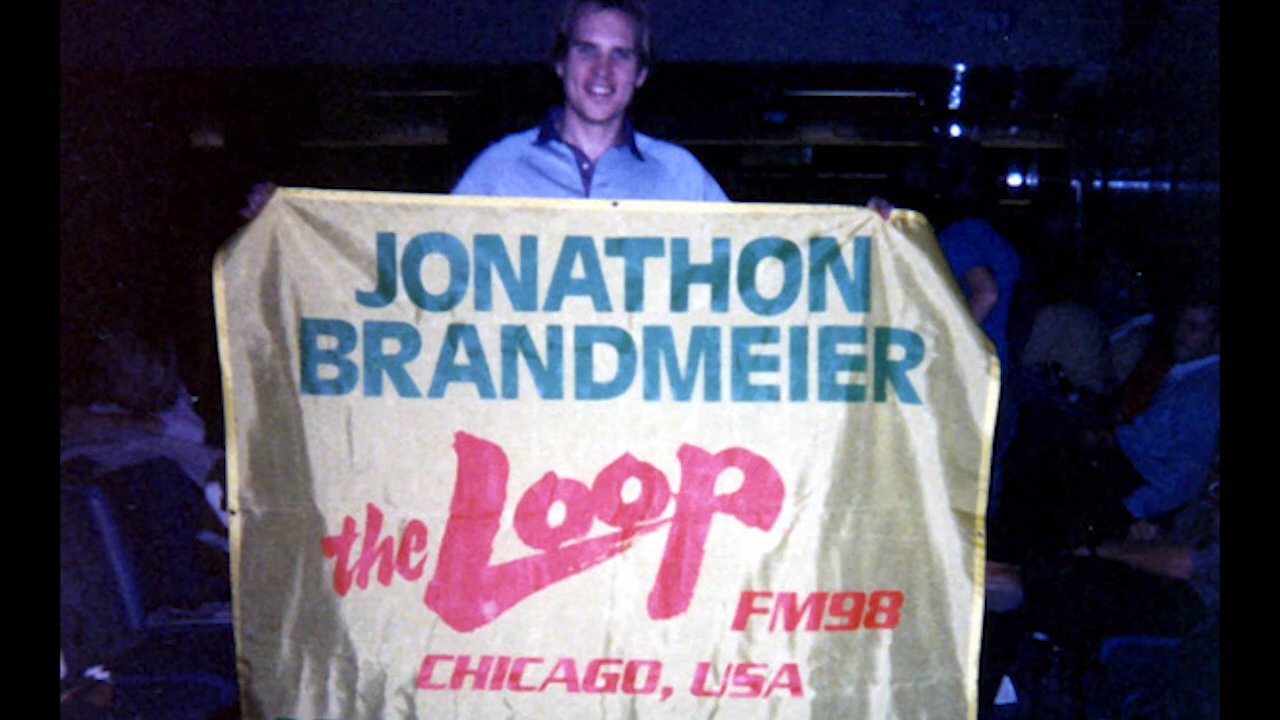 JONATHON
BRANDMEIER
the Loop
FM98
CHICAGO, USA